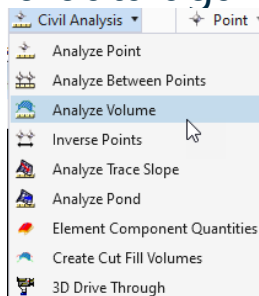 Civil Analysis
Point
Analyze Point
Analyze Between Points
Analyze Volume
Inverse Points
Analyze Trace Slope
Analyze Pond
Element Component Quantities
Create Cut Fill Volumes
3D Drive Through